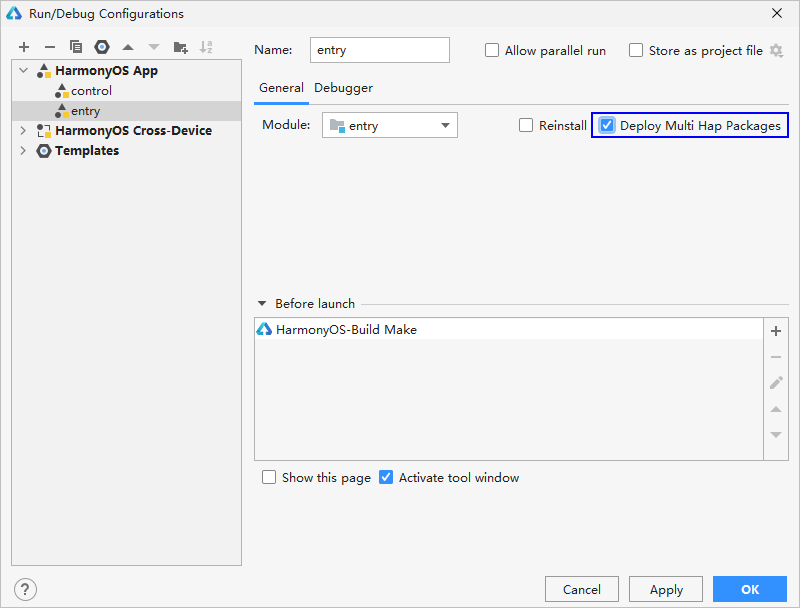 Run/Debug Configurations
HarmonyOS App
control
entry
HarmonyOS Cross-Device
Templates
Name: entry Allow parallel run Store as project file
General Debugger
Module: entry Reinstall Deploy Multi Hap Packages
Before launch
HarmonyOS-Build Make
Show this page Activate tool window
? Cancel Apply OK